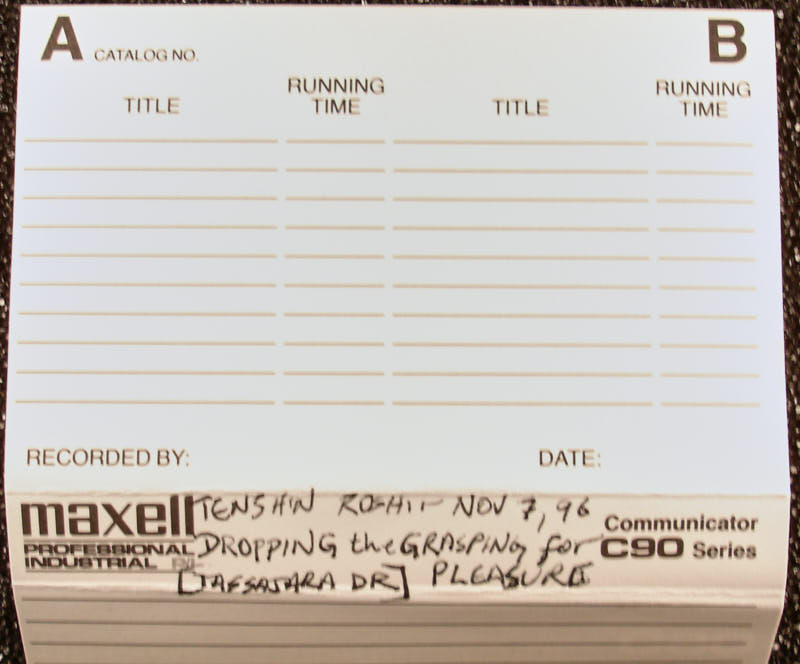 A CATALOG NO. B
TITLE RUNNING TIME TITLE RUNNING TIME
RECORDED BY: DATE:
maxell TENSHIN ROSHI - NOV 7, 96 Communicator
PROFESSIONAL DROPPING the GRASPING for C90 Series
INDUSTRIAL [TASSAJARA DR] PLEASURE